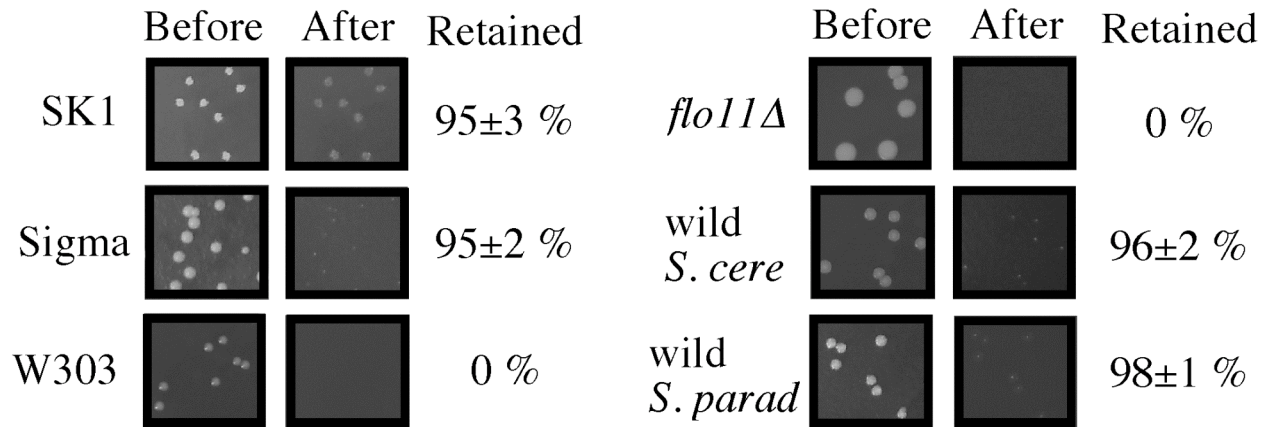 Before After Retained
SK1 95±3 %
Sigma 95±2 %
W303 0 %
Before After Retained
flo11Δ 0 %
wild
S. cere 96±2 %
wild
S. parad 98±1 %